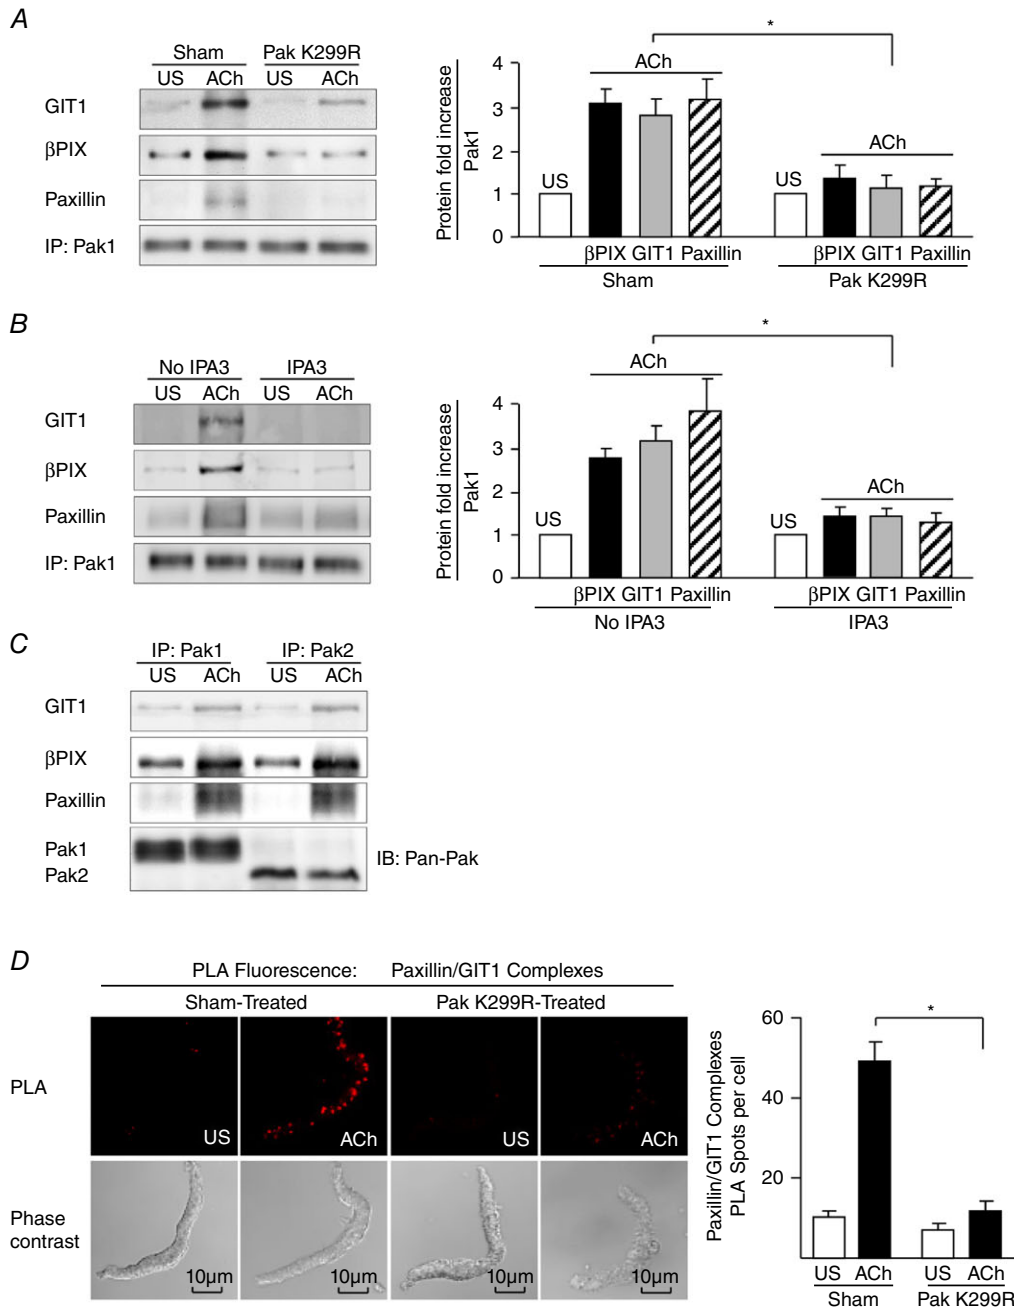 A
Sham Pak K299R
US ACh US ACh
GIT1
βPIX
Paxillin
IP: Pak1
Protein fold increase
Pak1
4
3
2
1
0
*
ACh
US
ACh
US
βPIX GIT1 Paxillin
βPIX GIT1 Paxillin
Sham
Pak K299R
B
No IPA3 IPA3
US ACh US ACh
GIT1
βPIX
Paxillin
IP: Pak1
Protein fold increase
Pak1
4
3
2
1
0
*
ACh
US
ACh
US
βPIX GIT1 Paxillin
βPIX GIT1 Paxillin
No IPA3
IPA3
C
IP: Pak1 IP: Pak2
US ACh US ACh
GIT1
βPIX
Paxillin
Pak1
Pak2
IB: Pan-Pak
D
PLA Fluorescence: Paxillin/GIT1 Complexes
Sham-Treated Pak K299R-Treated
PLA
US ACh US ACh
Phase
contrast
10μm 10μm 10μm 10μm
Paxillin/GIT1 Complexes
PLA Spots per cell
60
40
20
*
US ACh US ACh
Sham Pak K299R